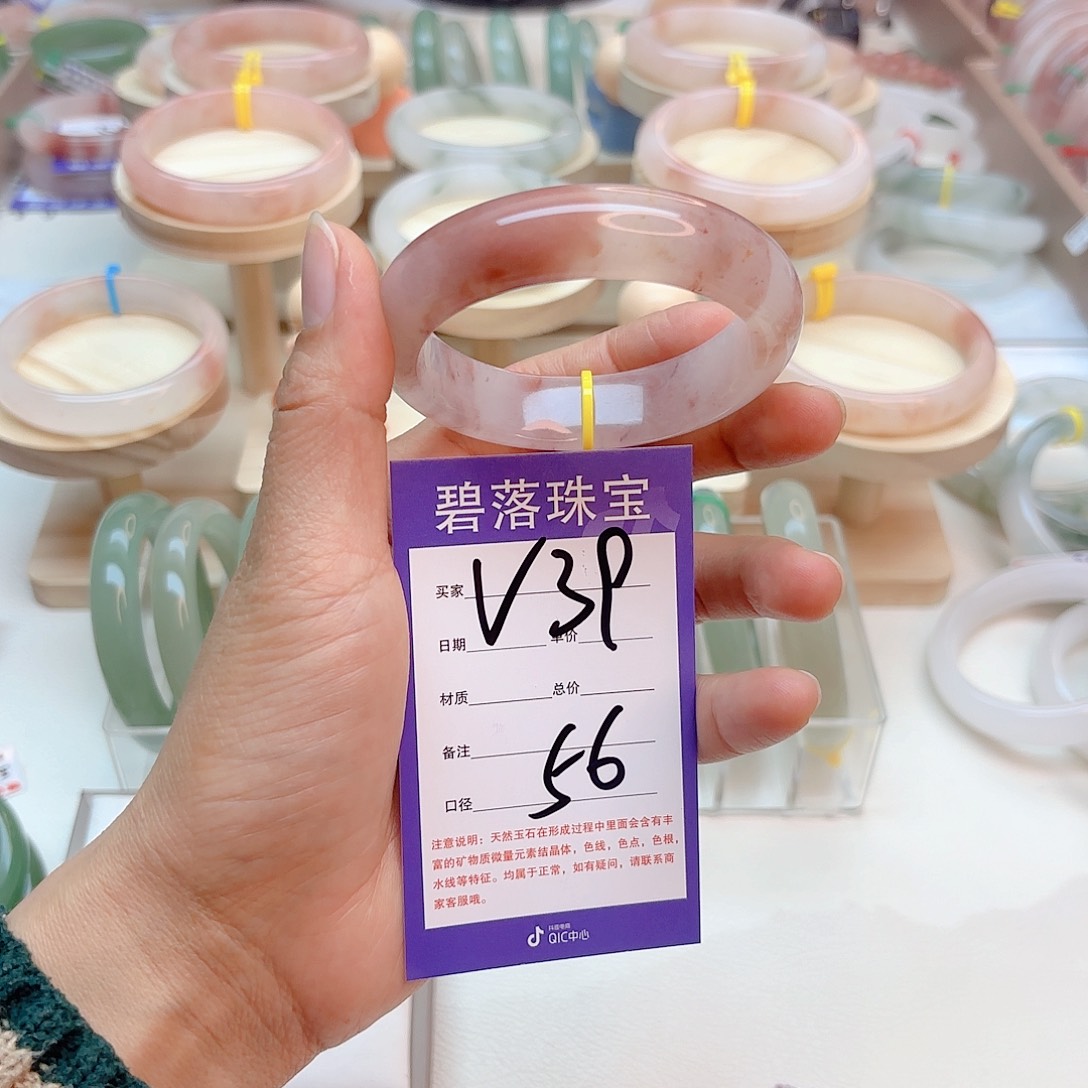 碧落珠宝
买家 V39
日期 单价
材质 总价
备注
口径 56
注意说明：天然玉石在形成过程中里面会含有丰
富的矿物质微量元素结晶体，色线，色点，色根，
水线等特征。均属于正常，如有疑问，请联系商
家客服哦。
抖音电商
QIC中心